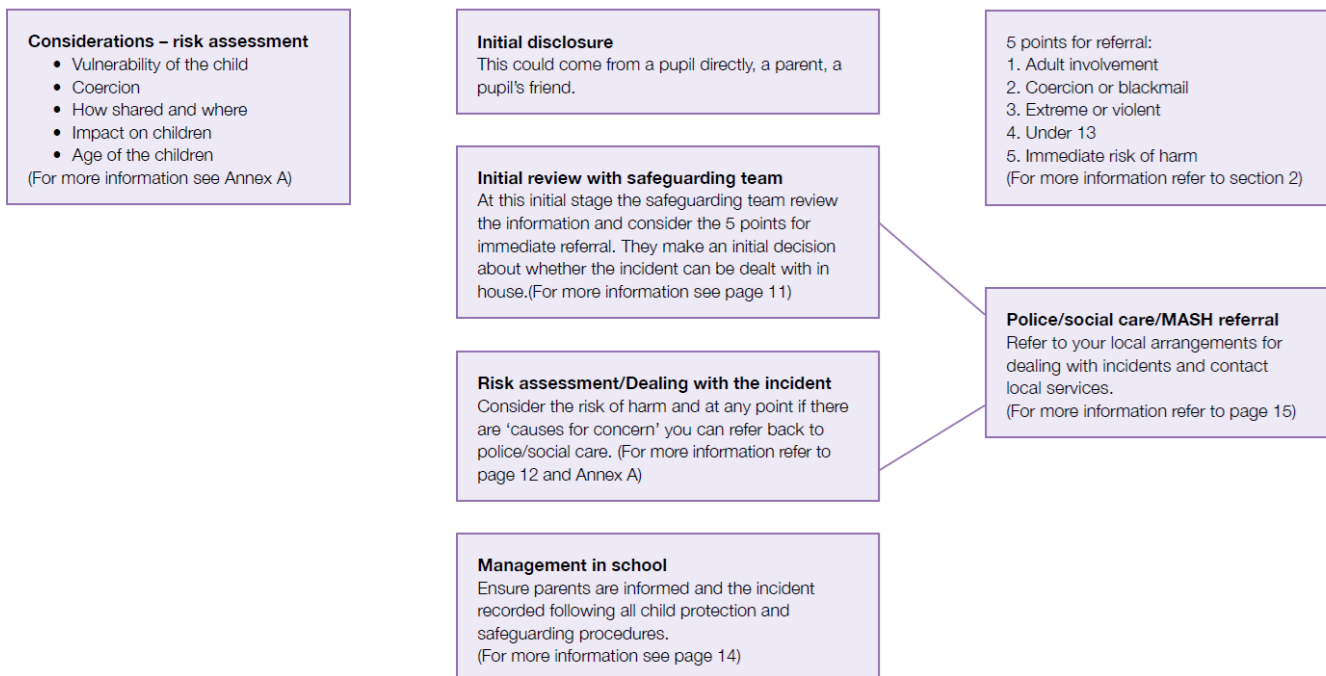 Considerations – risk assessment
• Vulnerability of the child
• Coercion
• How shared and where
• Impact on children
• Age of the children
(For more information see Annex A)
Initial disclosure
This could come from a pupil directly, a parent, a
pupil's friend.
Initial review with safeguarding team
At this initial stage the safeguarding team review
the information and consider the 5 points for
immediate referral. They make an initial decision
about whether the incident can be dealt with in
house.(For more information see page 11)
Risk assessment/Dealing with the incident
Consider the risk of harm and at any point if there
are ‘causes for concern’ you can refer back to
police/social care. (For more information refer to
page 12 and Annex A)
Management in school
Ensure parents are informed and the incident
recorded following all child protection and
safeguarding procedures.
(For more information see page 14)
5 points for referral:
1. Adult involvement
2. Coercion or blackmail
3. Extreme or violent
4. Under 13
5. Immediate risk of harm
(For more information refer to section 2)
Police/social care/MASH referral
Refer to your local arrangements for
dealing with incidents and contact
local services.
(For more information refer to page 15)